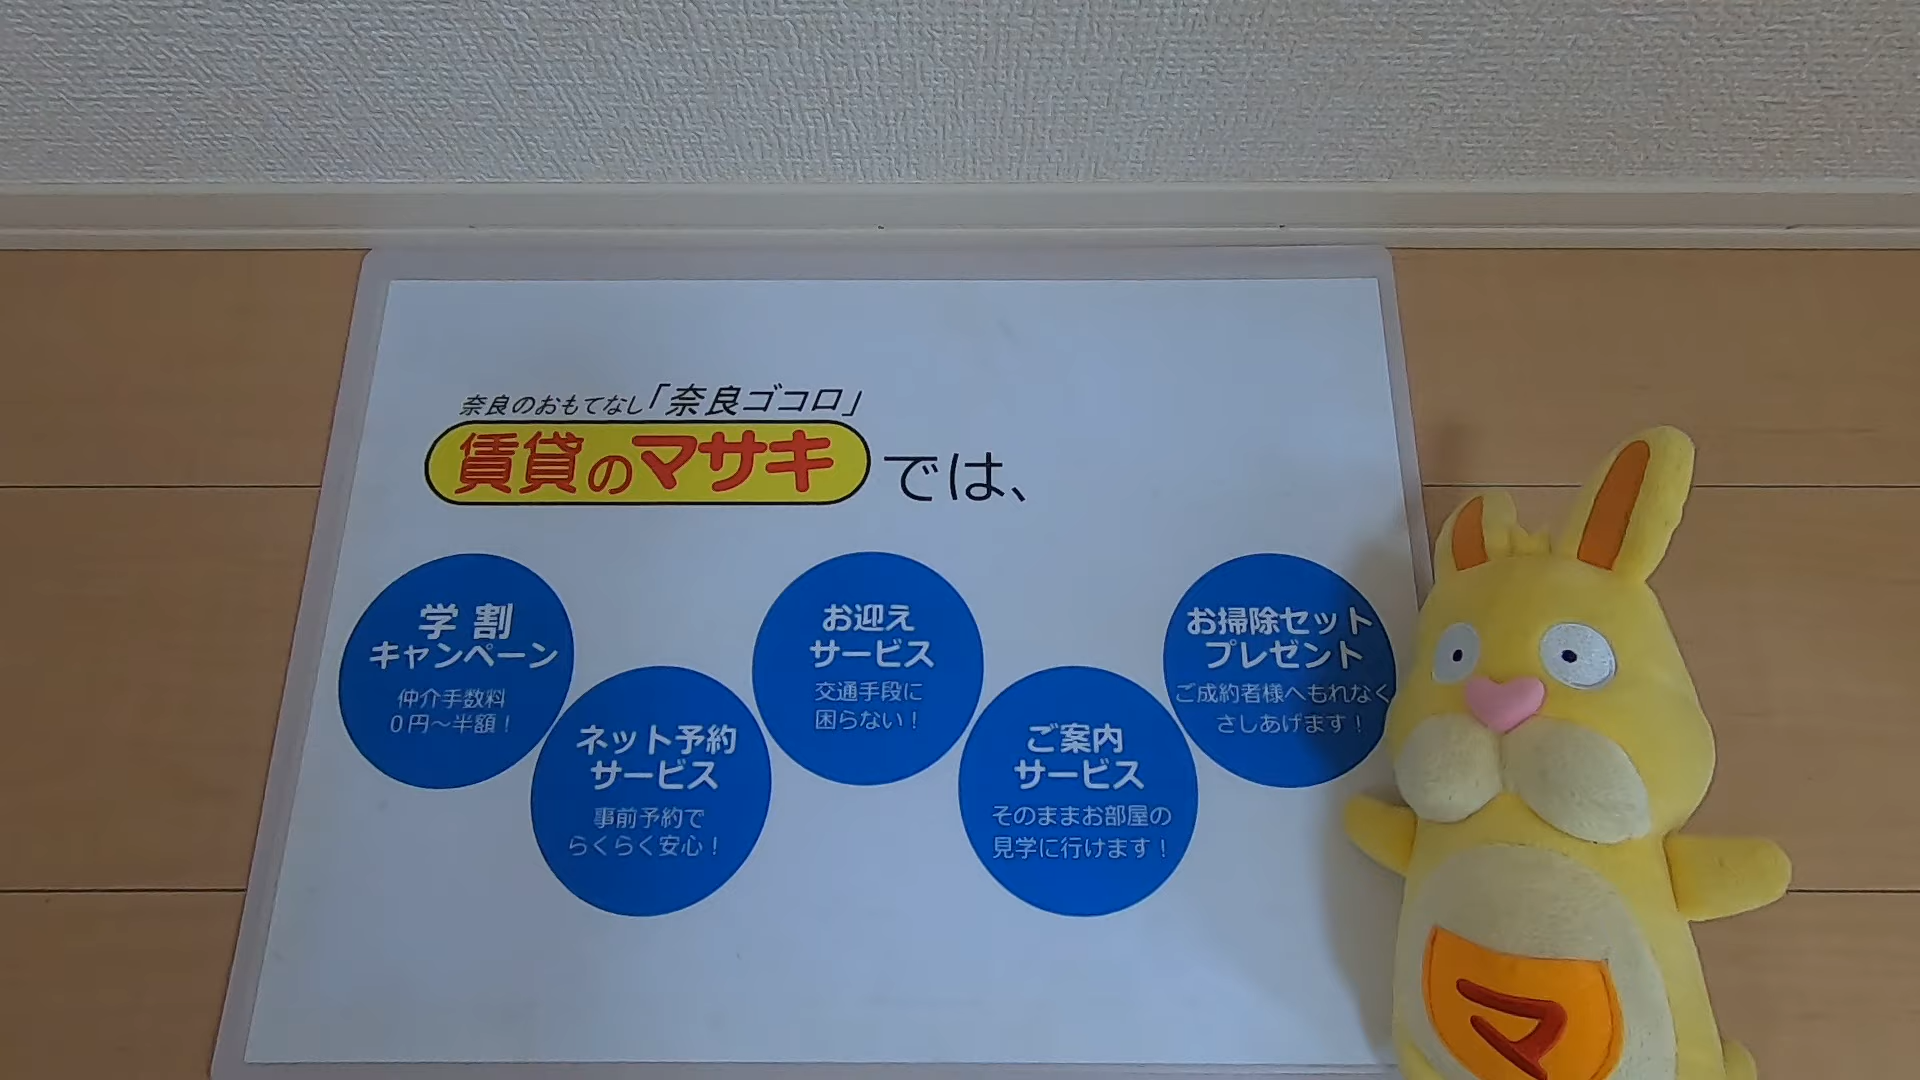 奈良のおもてなし「奈良ゴコロ」
賃貸のマサキでは、
学割
キャンペーン
仲介手数料
0円～半額！
ネット予約
サービス
事前予約で
らくらく安心！
お迎え
サービス
交通手段に
困らない！
ご案内
サービス
そのままお部屋の
見学に行けます！
お掃除セット
プレゼント
ご成約者様へもれなく
さしあげます！
マ